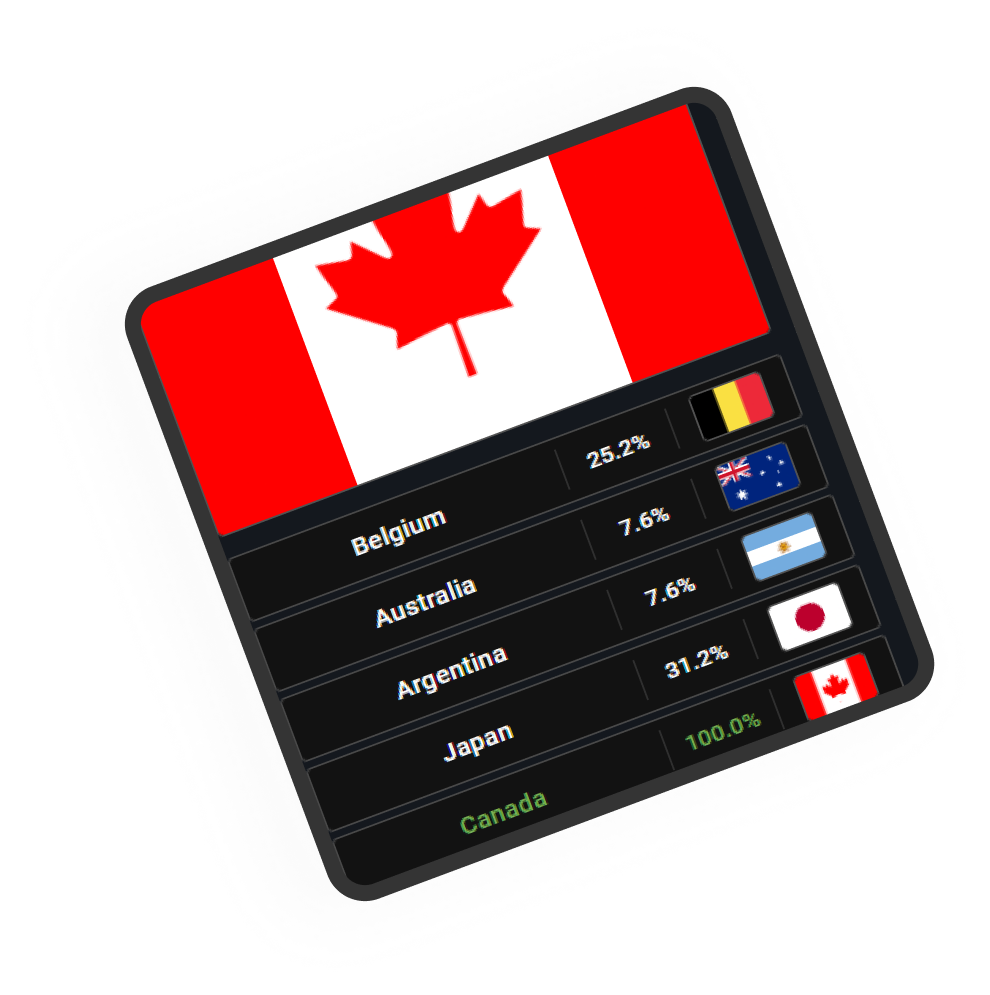 Belgium 25.2%
Australia 7.6%
Argentina 7.6%
Japan 31.2%
Canada 100.0%